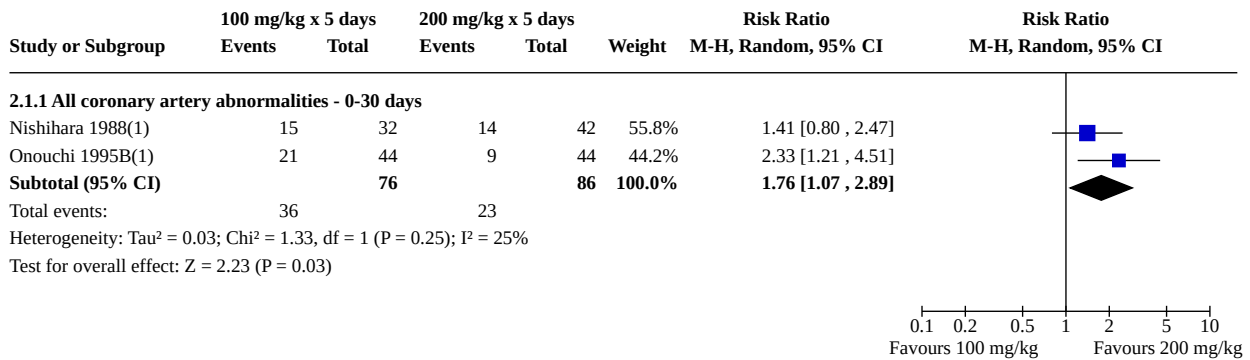 100 mg/kg x 5 days 200 mg/kg x 5 days Risk Ratio Risk Ratio
Study or Subgroup Events Total Events Total Weight M-H, Random, 95% CI M-H, Random, 95% CI
2.1.1 All coronary artery abnormalities - 0-30 days
Nishihara 1988(1) 15 32 14 42 55.8% 1.41 [0.80 , 2.47]
Onouchi 1995B(1) 21 44 9 44 44.2% 2.33 [1.21 , 4.51]
Subtotal (95% CI) 76 86 100.0% 1.76 [1.07 , 2.89]
Total events: 36 23
Heterogeneity: Tau² = 0.03; Chi² = 1.33, df = 1 (P = 0.25); I² = 25%
Test for overall effect: Z = 2.23 (P = 0.03)
0.1 0.2 0.5 1 2 5 10
Favours 100 mg/kg Favours 200 mg/kg